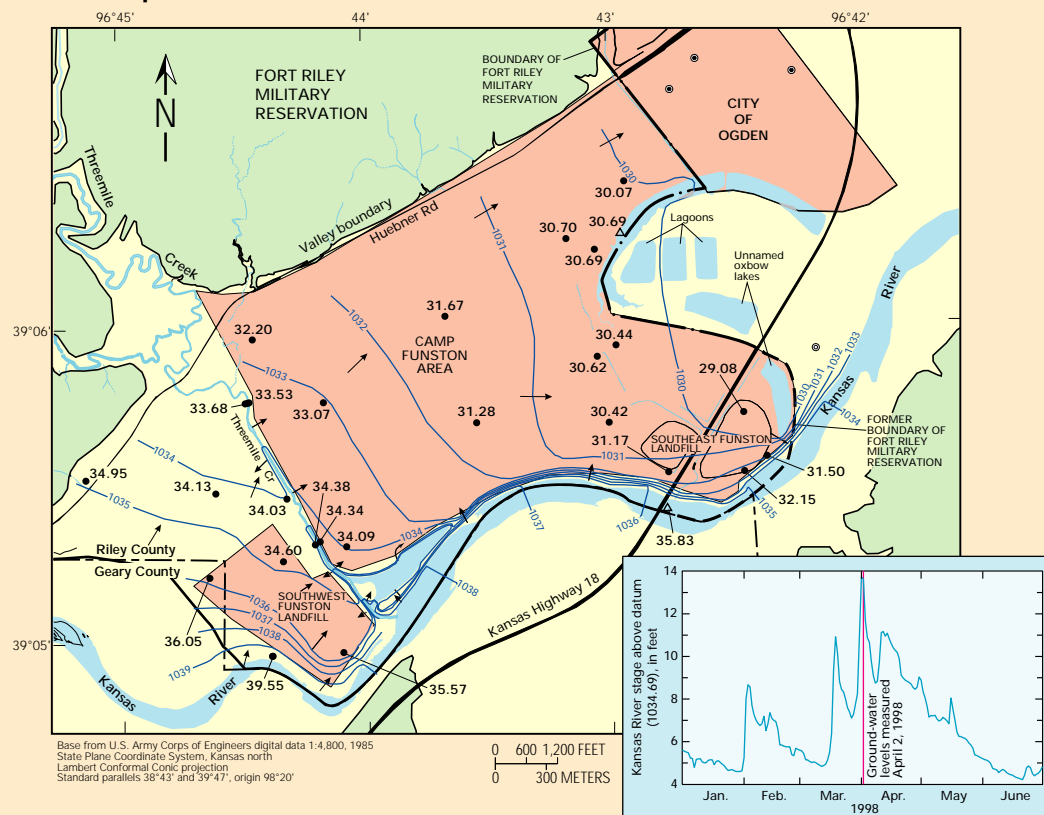 96°45'
44'
43'
96°42'
BOUNDARY OF
FORT RILEY
MILITARY
RESERVATION
FORT RILEY
MILITARY
RESERVATION
N
CITY
OF
OGDEN
Threemile
Creek
Valley boundary
Huebner Rd
1030
30.07
30.69
30.70
30.69
Lagoons
Unnamed
oxbow
lakes
River
1031
1032
31.67
CAMP
FUNSTON
AREA
39°06'
32.20
30.44
30.62
1030
29.08
1033
1032
1031
1030
Kansas
1034
1033
33.53
33.68
33.07
31.28
30.42
31.17
SOUTHEAST FUNSTON
LANDFILL
1031
FORMER
BOUNDARY OF
FORT RILEY
MILITARY
RESERVATION
Threemile Cr
1034
34.95
34.13
34.03
34.38
34.34
34.09
1034
1035
31.50
32.15
1035
1036
1037
35.83
Riley County
Geary County
34.60
SOUTHWEST
FUNSTON
LANDFILL
1036
1037
1038
1038
1039
36.05
39.55
35.57
39°05'
Kansas
River
Kansas Highway 18
Base from U.S. Army Corps of Engineers digital data 1:4,800, 1985
State Plane Coordinate System, Kansas north
Lambert Conformal Conic projection
Standard parallels 38°43' and 39°47', origin 98°20'
0 600 1,200 FEET
0 300 METERS
Kansas River stage above datum
(1034.69), in feet
14
12
10
8
6
4
Ground-water
levels measured
April 2, 1998
Jan. Feb. Mar. Apr. May June
1998